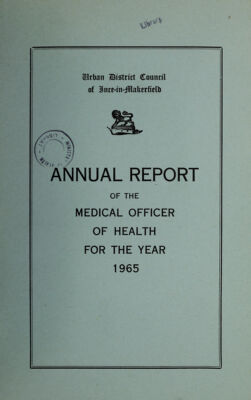 Library
Urban District Council
of Ince-in-Makerfield
ANNUAL REPORT
OF THE
MEDICAL OFFICER
OF HEALTH
FOR THE YEAR
1965